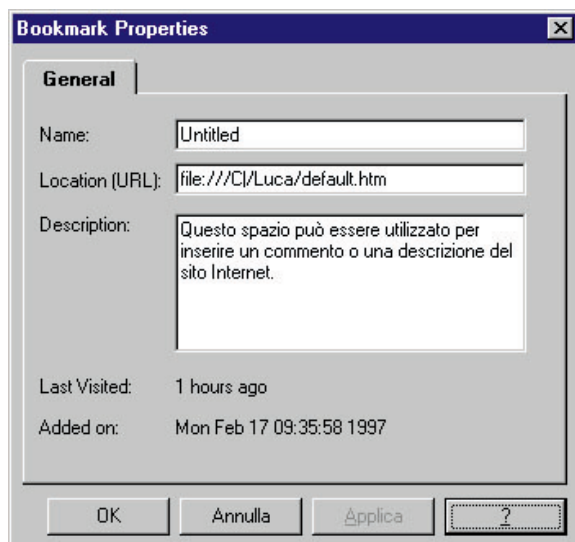 Bookmark Properties
General
Name: Untitled
Location (URL): file:///C|/Luca/default.htm
Description: Questo spazio può essere utilizzato per
inserire un commento o una descrizione del
sito Internet.
Last Visited: 1 hours ago
Added on: Mon Feb 17 09:35:58 1997
OK Annulla Applica ?